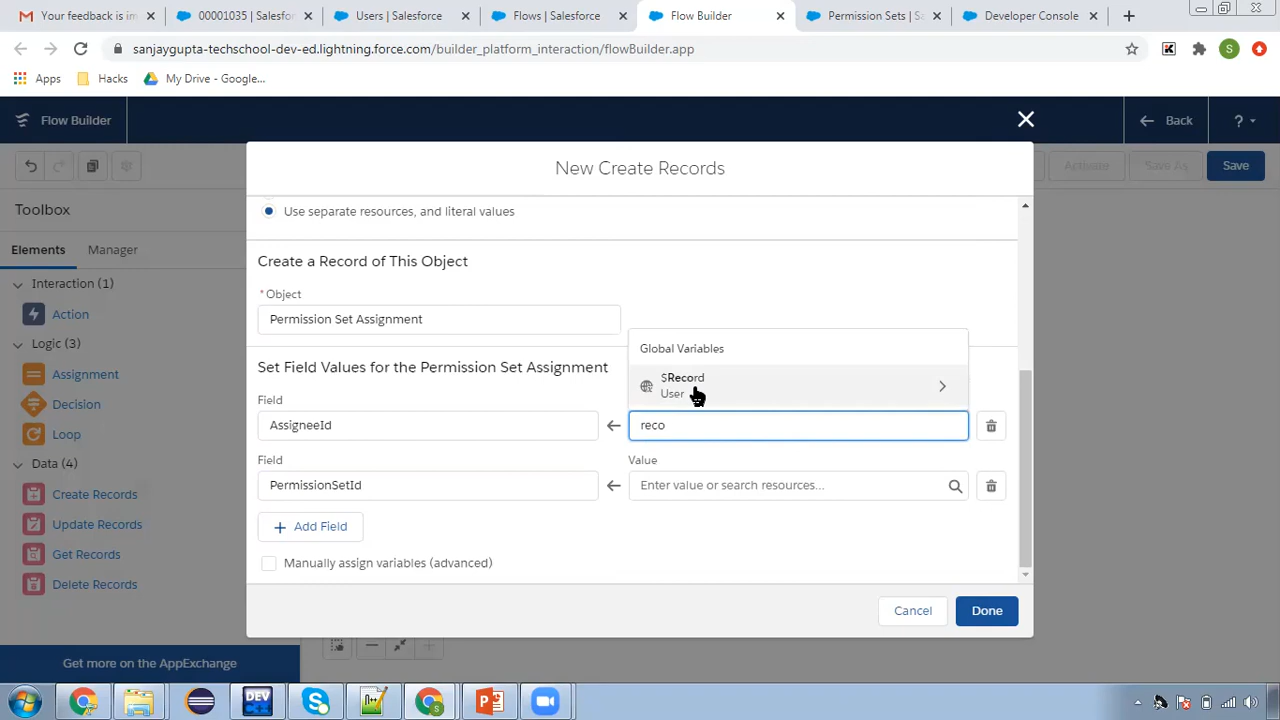 Your feedback is im
00001035 | Salesfor
Users | Salesforce
Flows | Salesforce
Flow Builder
Permission Sets | S
Developer Console
sanjaygupta-techschool-dev-ed.lightning.force.com/builder_platform_interaction/flowBuilder.app
S
Apps
Hacks
My Drive - Google...
Flow Builder
Back
?
New Create Records
Activate
Save As
Save
Toolbox
Use separate resources, and literal values
Elements
Manager
Create a Record of This Object
Interaction (1)
* Object
Action
Permission Set Assignment
Logic (3)
Global Variables
Assignment
Set Field Values for the Permission Set Assignment
$Record
User
Decision
Field
Loop
AssigneeId
reco
Data (4)
Field
Value
Create Records
PermissionSetId
Enter value or search resources...
Update Records
Add Field
Get Records
Manually assign variables (advanced)
Delete Records
Cancel
Done
Get more on the AppExchange
DEV
C++